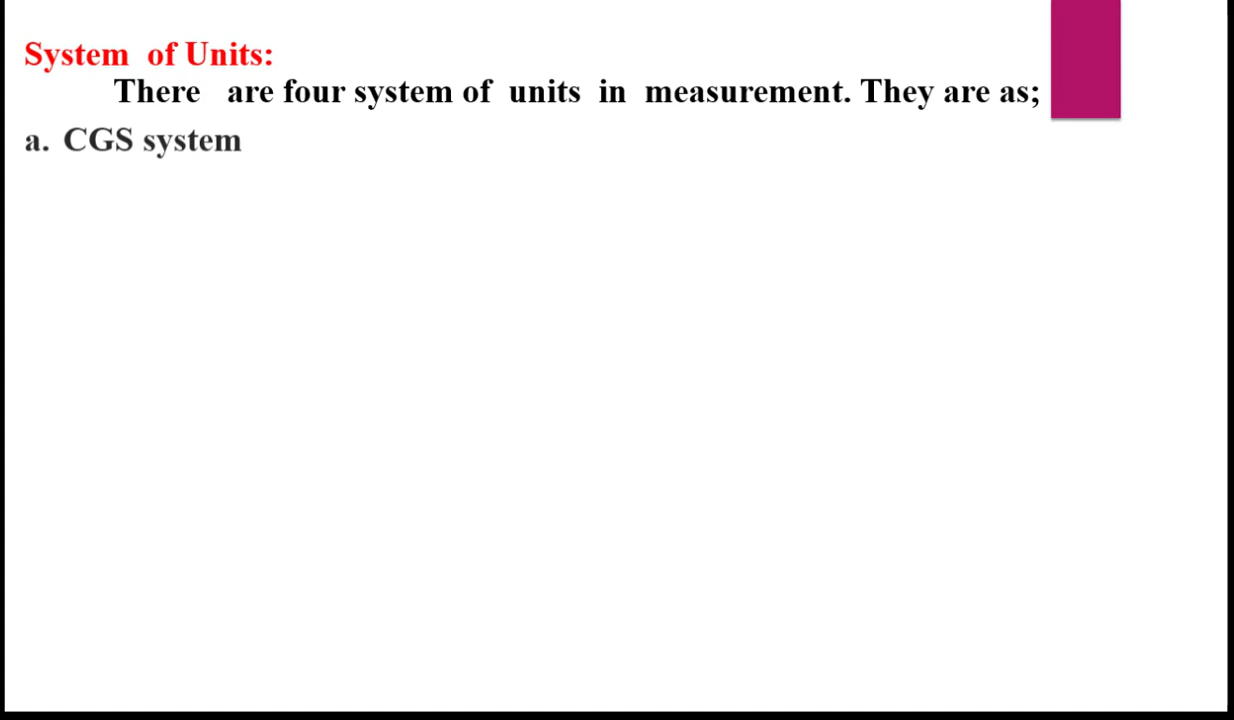 System of Units:
There are four system of units in measurement. They are as;
a. CGS system